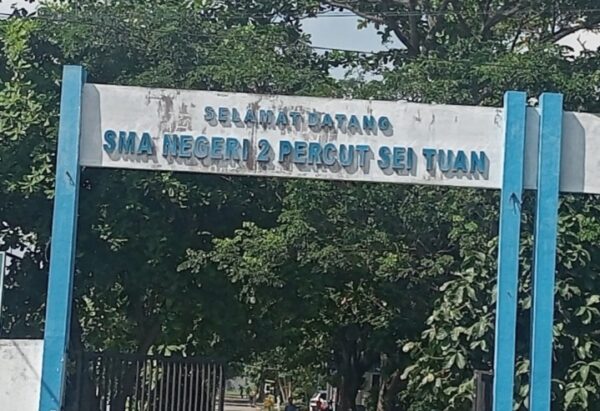 SELAMAT DATANG
SMA NEGERI 2 PERCUT SEI TUAN